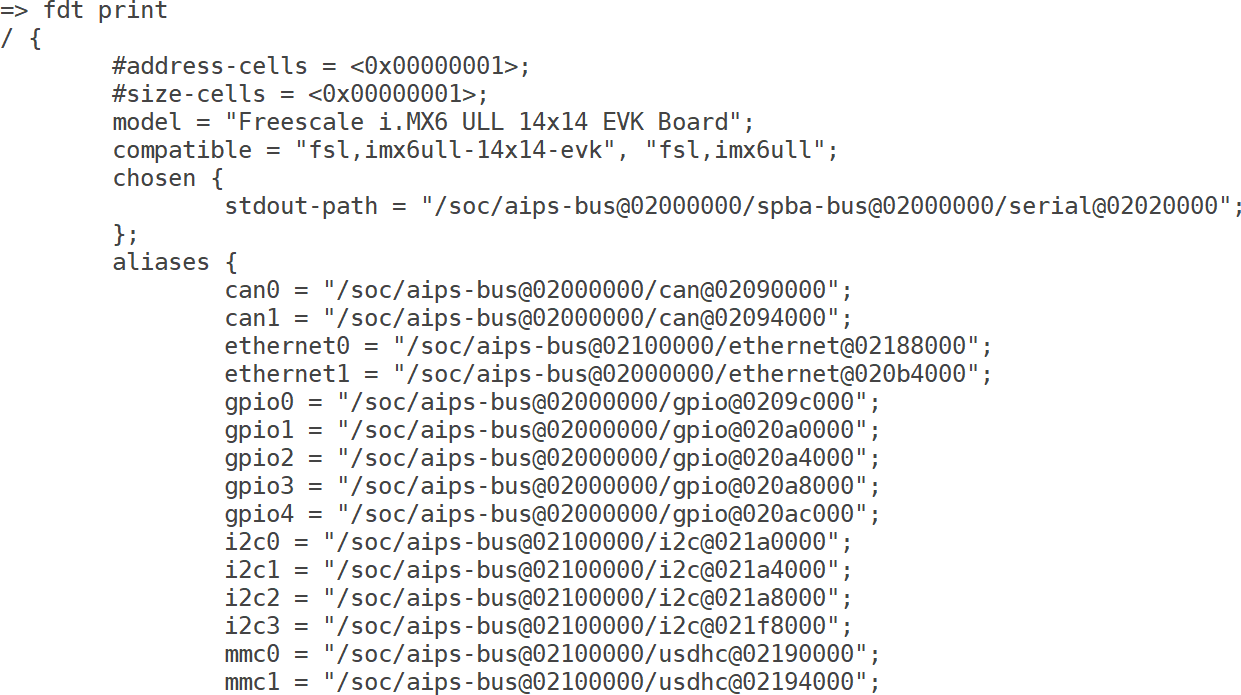 => fdt print
/ {
        #address-cells = <0x00000001>;
        #size-cells = <0x00000001>;
        model = "Freescale i.MX6 ULL 14x14 EVK Board";
        compatible = "fsl,imx6ull-14x14-evk", "fsl,imx6ull";
        chosen {
                stdout-path = "/soc/aips-bus@02000000/spba-bus@02000000/serial@02020000";
        };
        aliases {
                can0 = "/soc/aips-bus@02000000/can@02090000";
                can1 = "/soc/aips-bus@02000000/can@02094000";
                ethernet0 = "/soc/aips-bus@02100000/ethernet@02188000";
                ethernet1 = "/soc/aips-bus@02000000/ethernet@020b4000";
                gpio0 = "/soc/aips-bus@02000000/gpio@0209c000";
                gpio1 = "/soc/aips-bus@02000000/gpio@020a0000";
                gpio2 = "/soc/aips-bus@02000000/gpio@020a4000";
                gpio3 = "/soc/aips-bus@02000000/gpio@020a8000";
                gpio4 = "/soc/aips-bus@02000000/gpio@020ac000";
                i2c0 = "/soc/aips-bus@02100000/i2c@021a0000";
                i2c1 = "/soc/aips-bus@02100000/i2c@021a4000";
                i2c2 = "/soc/aips-bus@02100000/i2c@021a8000";
                i2c3 = "/soc/aips-bus@02100000/i2c@021f8000";
                mmc0 = "/soc/aips-bus@02100000/usdhc@02190000";
                mmc1 = "/soc/aips-bus@02100000/usdhc@02194000";